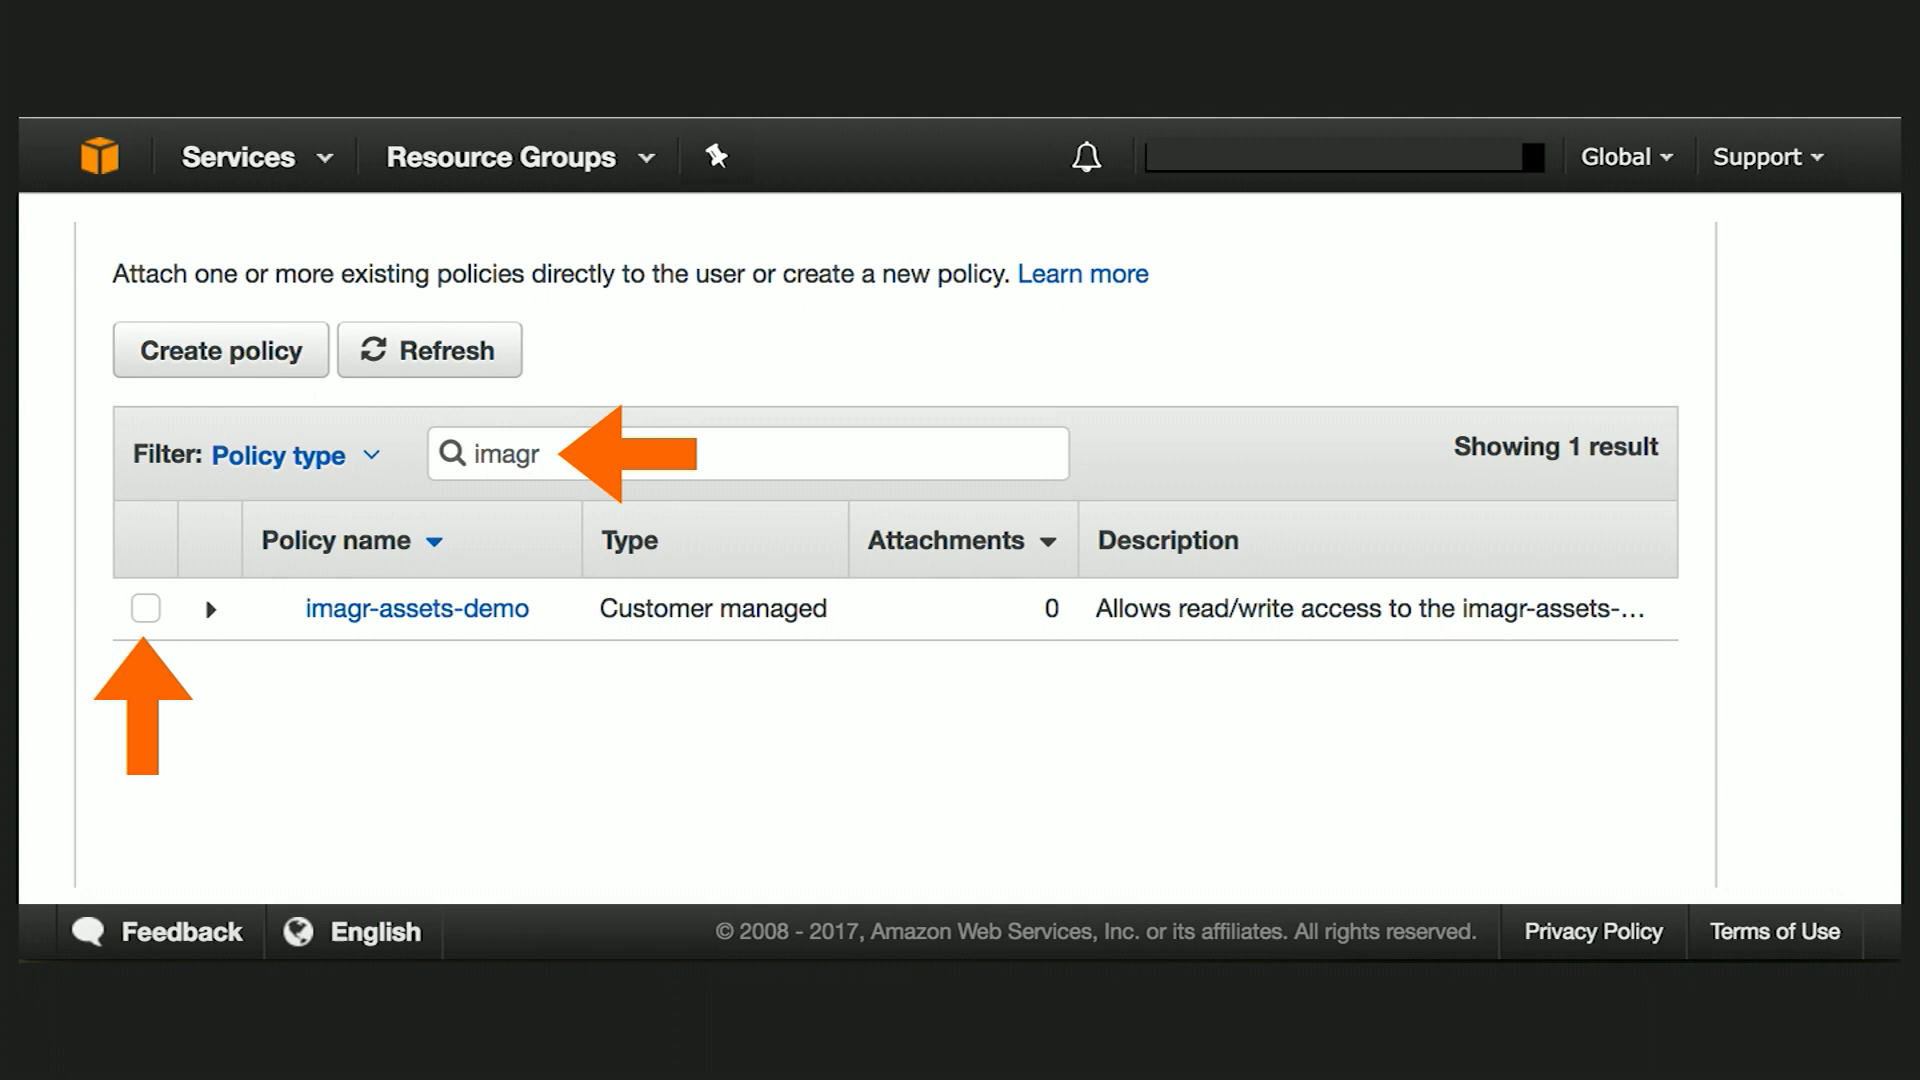 Services Resource Groups Global Support
Attach one or more existing policies directly to the user or create a new policy. Learn more
Create policy Refresh
Filter: Policy type imagr Showing 1 result
Policy name Type Attachments Description
imagr-assets-demo Customer managed 0 Allows read/write access to the imagr-assets-...
Feedback English © 2008 - 2017, Amazon Web Services, Inc. or its affiliates. All rights reserved. Privacy Policy Terms of Use